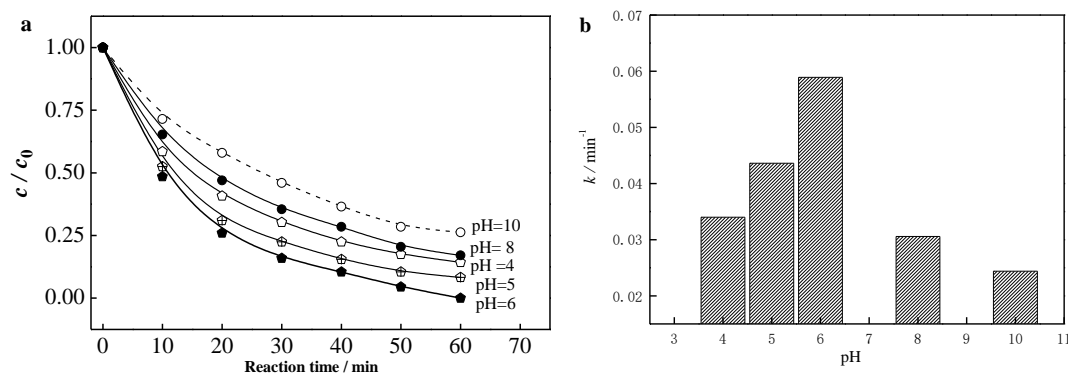 a
1.00
0.75
0.50
0.25
0.00
c / c0
0 10 20 30 40 50 60 70
Reaction time / min
pH=10
pH= 8
pH =4
pH=5
pH=6
b
0.07
0.06
0.05
0.04
0.03
0.02
k / min-1
3 4 5 6 7 8 9 10 11
pH